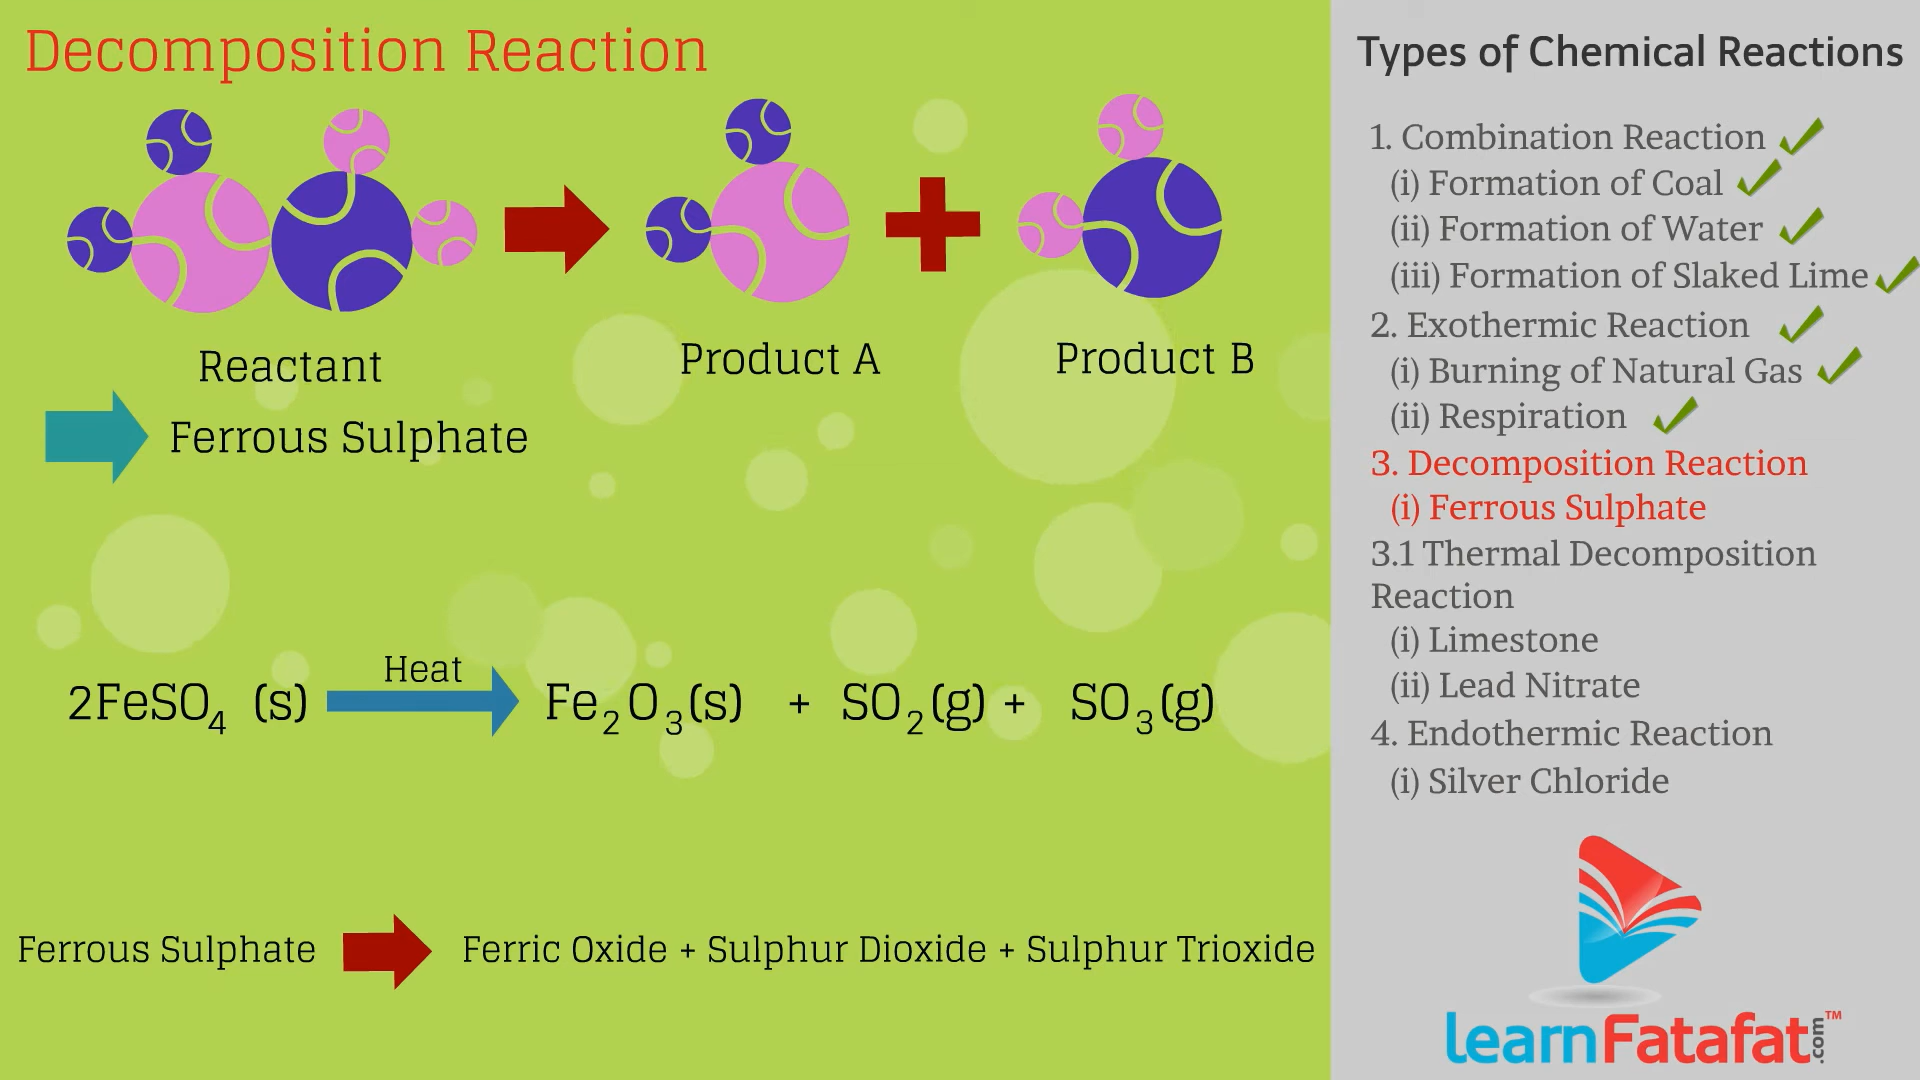 Decomposition Reaction
Reactant
Product A
Product B
Ferrous Sulphate
Heat
2FeSO₄ (s) Fe₂O₃(s) + SO₂(g) + SO₃(g)
Ferrous Sulphate Ferric Oxide + Sulphur Dioxide + Sulphur Trioxide
Types of Chemical Reactions
1. Combination Reaction
(i) Formation of Coal
(ii) Formation of Water
(iii) Formation of Slaked Lime
2. Exothermic Reaction
(i) Burning of Natural Gas
(ii) Respiration
3. Decomposition Reaction
(i) Ferrous Sulphate
3.1 Thermal Decomposition
Reaction
(i) Limestone
(ii) Lead Nitrate
4. Endothermic Reaction
(i) Silver Chloride
learnFatafat.com™